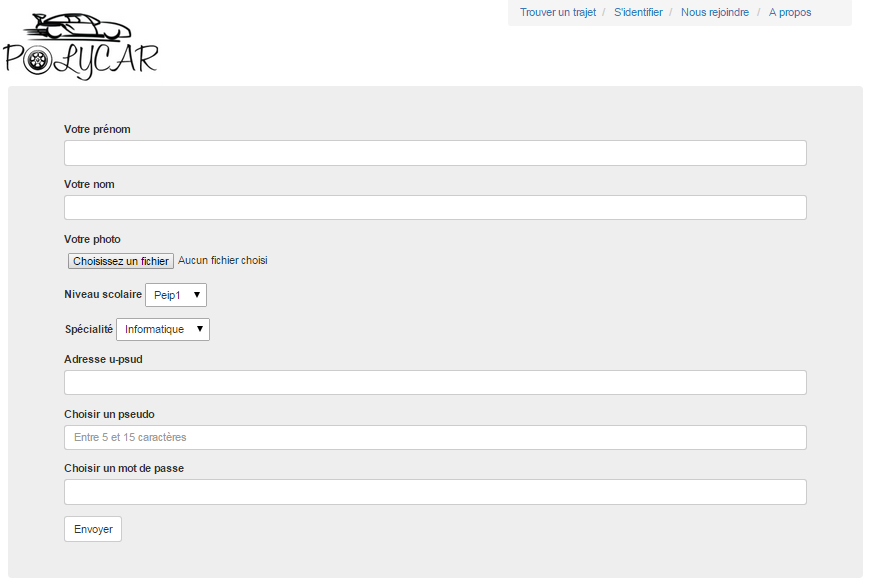 Trouver un trajet / S'identifier / Nous rejoindre / A propos
POLYCAR
Votre prénom
Votre nom
Votre photo
Choisissez un fichier Aucun fichier choisi
Niveau scolaire Peip1
Spécialité Informatique
Adresse u-psud
Choisir un pseudo
Entre 5 et 15 caractères
Choisir un mot de passe
Envoyer